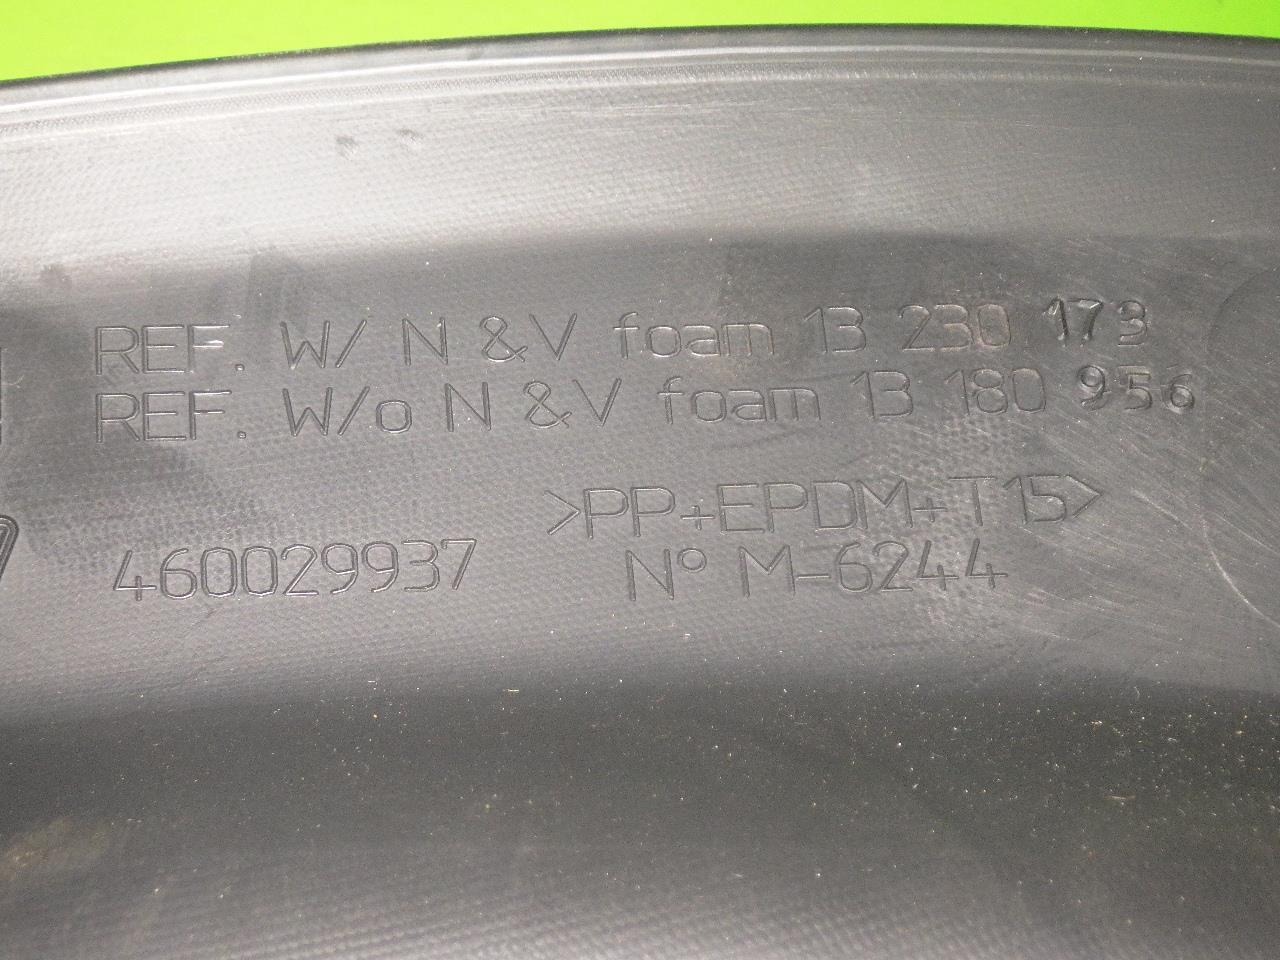 REF. W/ N &V foam 13 230 173
REF. W/o N &V foam 13 180 956
>PP+EPDM+T15>
460029937 N° M-6244